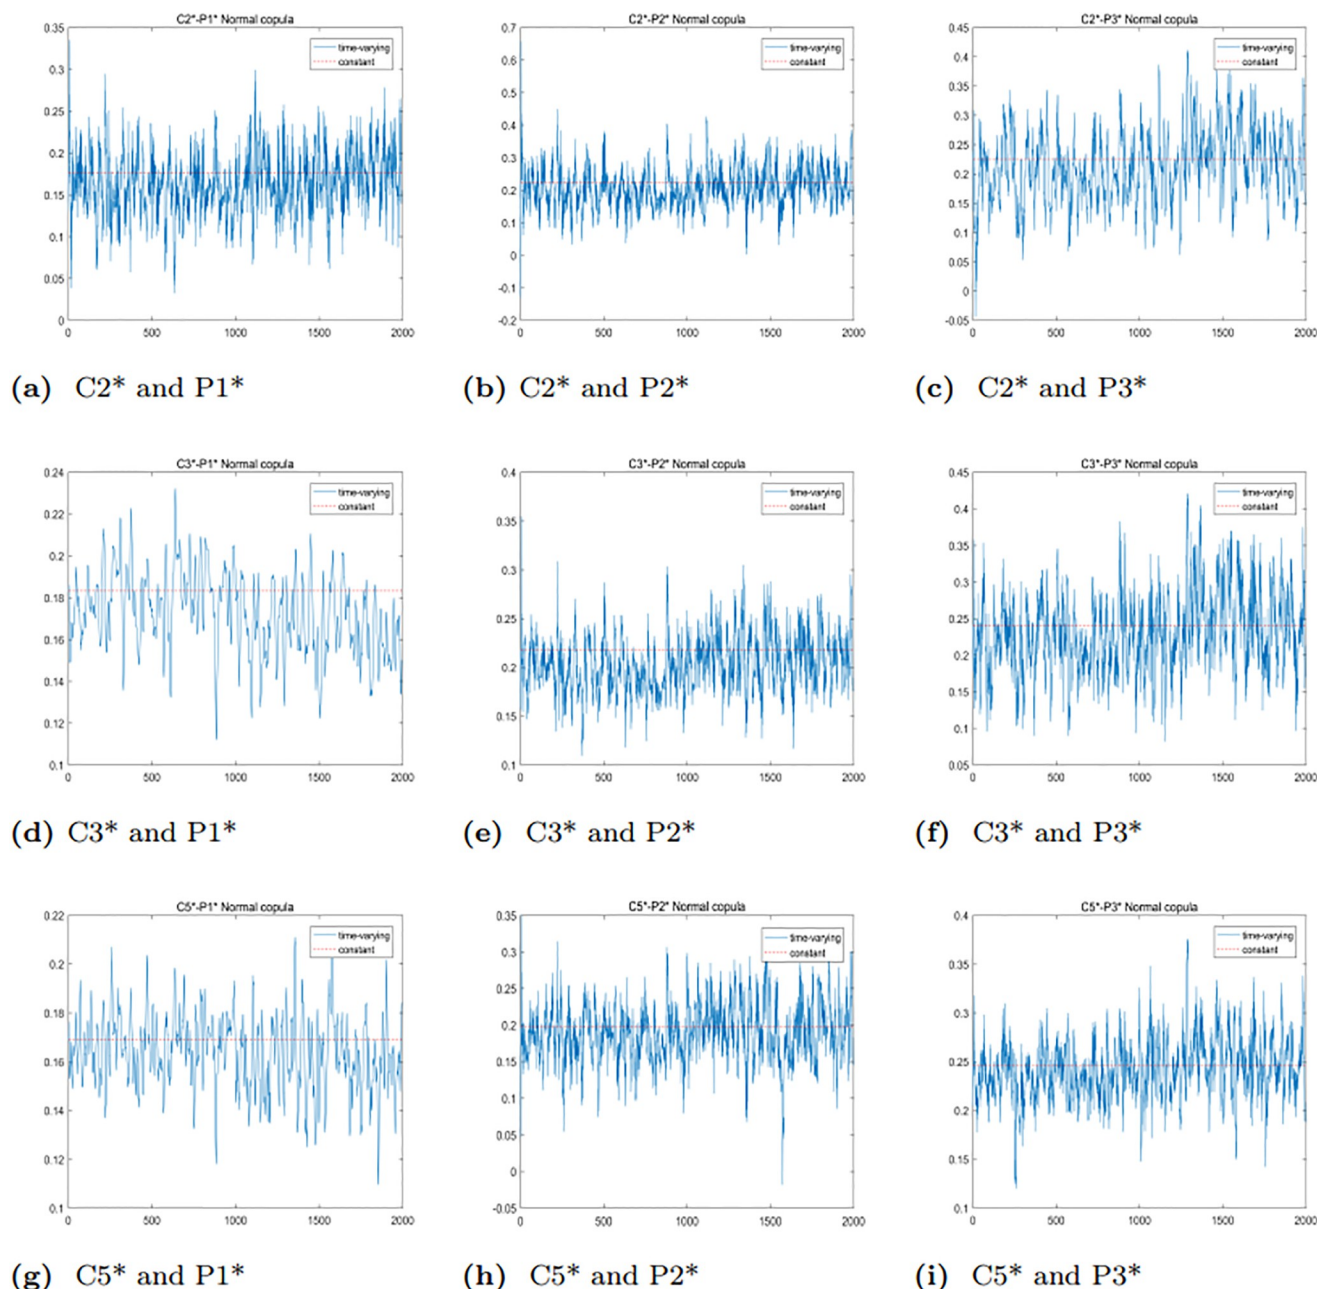 C2*-P1* Normal copula
0.35
0.3
0.25
0.2
0.15
0.1
0.05
0
0 500 1000 1500 2000
time-varying
constant
(a) C2* and P1*
C2*-P2* Normal copula
0.7
0.6
0.5
0.4
0.3
0.2
0.1
0
-0.1
-0.2
0 500 1000 1500 2000
time-varying
constant
(b) C2* and P2*
C2*-P3* Normal copula
0.45
0.4
0.35
0.3
0.25
0.2
0.15
0.1
0.05
0
-0.05
0 500 1000 1500 2000
time-varying
constant
(c) C2* and P3*
C3*-P1* Normal copula
0.24
0.22
0.2
0.18
0.16
0.14
0.12
0.1
0 500 1000 1500 2000
time-varying
constant
(d) C3* and P1*
C3*-P2* Normal copula
0.4
0.35
0.3
0.25
0.2
0.15
0.1
0 500 1000 1500 2000
time-varying
constant
(e) C3* and P2*
C3*-P3* Normal copula
0.45
0.4
0.35
0.3
0.25
0.2
0.15
0.1
0.05
0 500 1000 1500 2000
time-varying
constant
(f) C3* and P3*
C5*-P1* Normal copula
0.22
0.2
0.18
0.16
0.14
0.12
0.1
0 500 1000 1500 2000
time-varying
constant
(g) C5* and P1*
C5*-P2* Normal copula
0.35
0.3
0.25
0.2
0.15
0.1
0.05
0
-0.05
0 500 1000 1500 2000
time-varying
constant
(h) C5* and P2*
C5*-P3* Normal copula
0.4
0.35
0.3
0.25
0.2
0.15
0.1
0 500 1000 1500 2000
time-varying
constant
(i) C5* and P3*